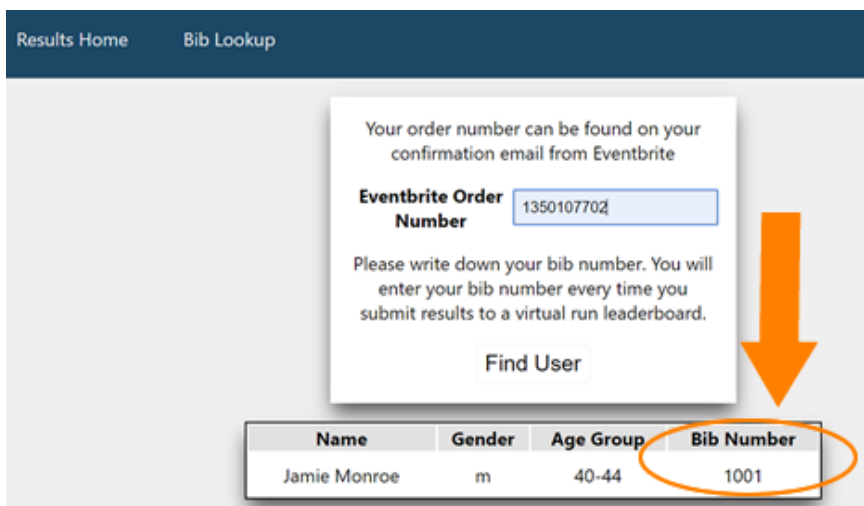 Results Home Bib Lookup
Your order number can be found on your
confirmation email from Eventbrite
Eventbrite Order
Number
1350107702
Please write down your bib number. You will
enter your bib number every time you
submit results to a virtual run leaderboard.
Find User
Name Gender Age Group Bib Number
Jamie Monroe m 40-44 1001